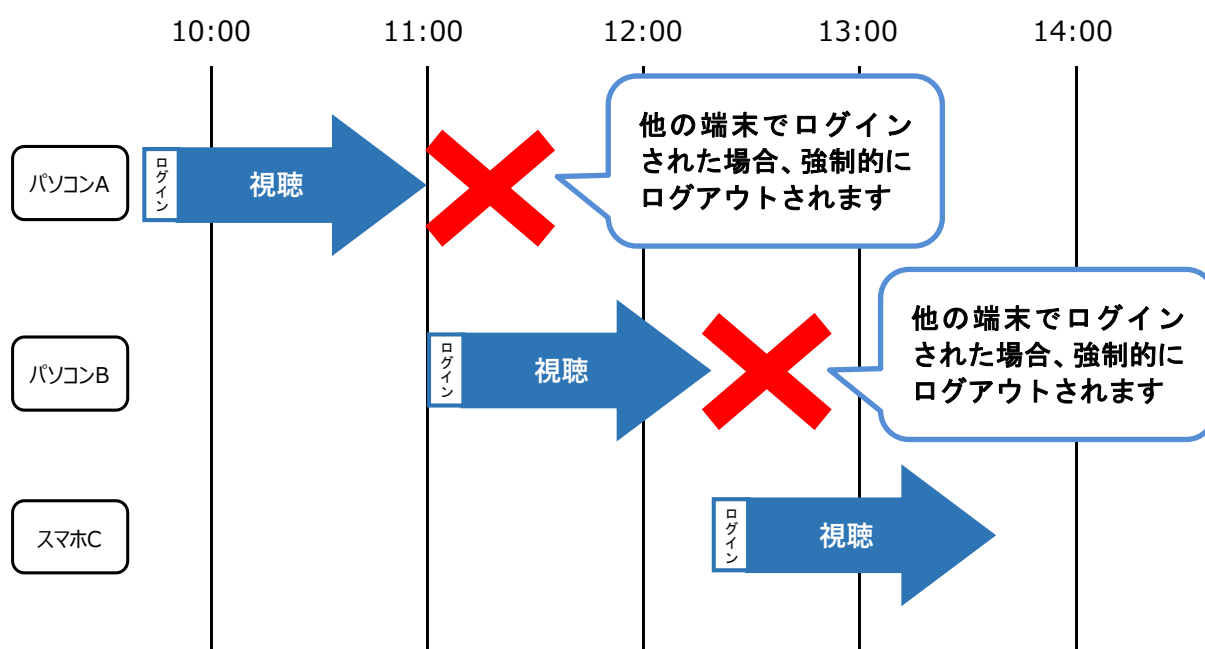 10:00 11:00 12:00 13:00 14:00
他の端末でログイン
された場合、強制的に
ログアウトされます
パソコンA
ログイン
視聴
他の端末でログイン
された場合、強制的に
ログアウトされます
パソコンB
ログイン
視聴
スマホC
ログイン
視聴